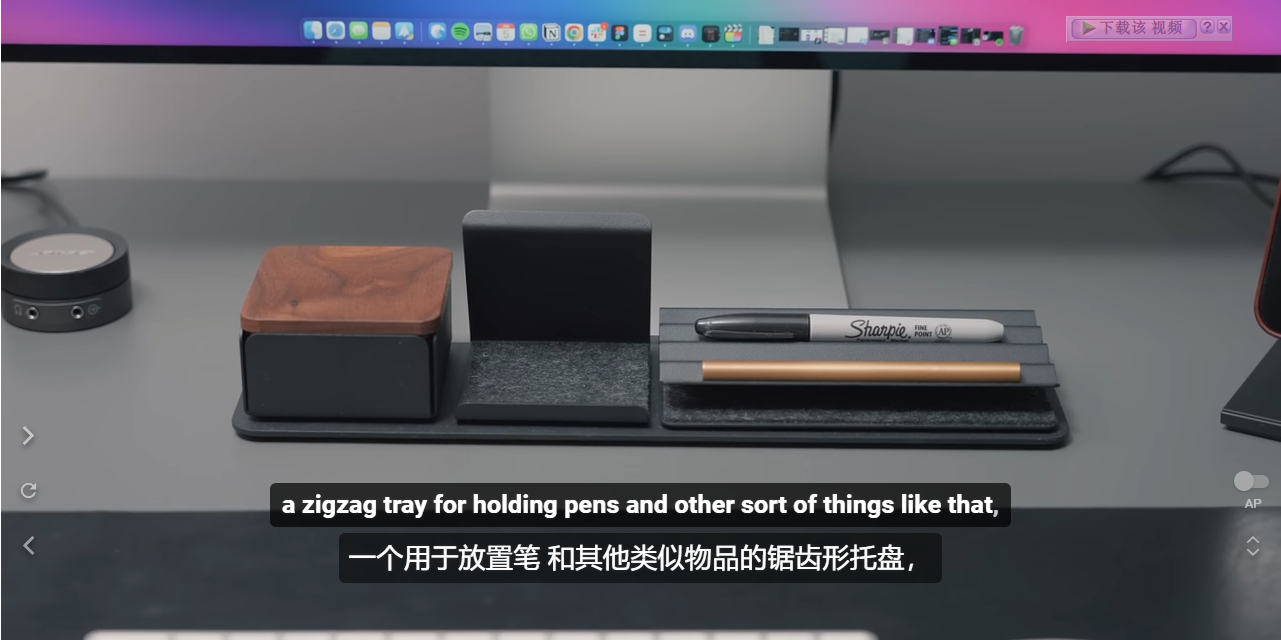 下载该 视频 ?
Sharpie
FINE
POINT
AP
a zigzag tray for holding pens and other sort of things like that,
一个用于放置笔 和其他类似物品的锯齿形托盘，
AP